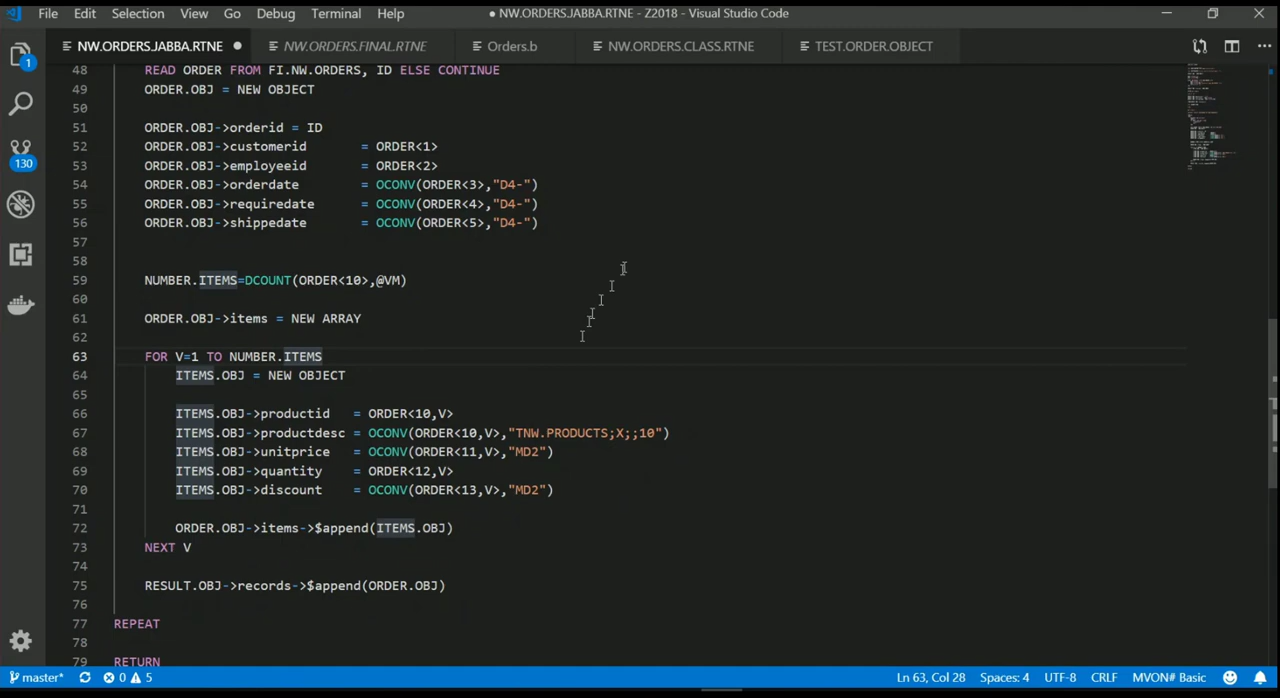 File Edit Selection View Go Debug Terminal Help ● NW.ORDERS.JABBA.RTNE - Z2018 - Visual Studio Code
NW.ORDERS.JABBA.RTNE NW.ORDERS.FINAL.RTNE Orders.b NW.ORDERS.CLASS.RTNE TEST.ORDER.OBJECT
1
130
48 READ ORDER FROM FI.NW.ORDERS, ID ELSE CONTINUE
49 ORDER.OBJ = NEW OBJECT
50
51 ORDER.OBJ->orderid = ID
52 ORDER.OBJ->customerid = ORDER<1>
53 ORDER.OBJ->employeeid = ORDER<2>
54 ORDER.OBJ->orderdate = OCONV(ORDER<3>,"D4-")
55 ORDER.OBJ->requiredate = OCONV(ORDER<4>,"D4-")
56 ORDER.OBJ->shippedate = OCONV(ORDER<5>,"D4-")
57
58
59 NUMBER.ITEMS=DCOUNT(ORDER<10>,@VM)
60
61 ORDER.OBJ->items = NEW ARRAY
62
63 FOR V=1 TO NUMBER.ITEMS
64 ITEMS.OBJ = NEW OBJECT
65
66 ITEMS.OBJ->productid = ORDER<10,V>
67 ITEMS.OBJ->productdesc = OCONV(ORDER<10,V>,"TNW.PRODUCTS;X;;10")
68 ITEMS.OBJ->unitprice = OCONV(ORDER<11,V>,"MD2")
69 ITEMS.OBJ->quantity = ORDER<12,V>
70 ITEMS.OBJ->discount = OCONV(ORDER<13,V>,"MD2")
71
72 ORDER.OBJ->items->$append(ITEMS.OBJ)
73 NEXT V
74
75 RESULT.OBJ->records->$append(ORDER.OBJ)
76
77 REPEAT
78
79 RETURN
master* 0 5 Ln 63, Col 28 Spaces: 4 UTF-8 CRLF MVON# Basic